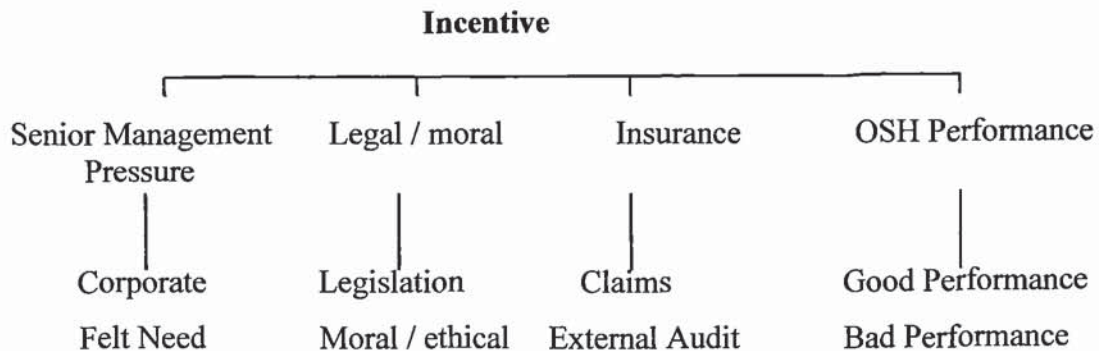 Incentive
Senior Management Pressure
Legal / moral
Insurance
OSH Performance
Corporate
Legislation
Claims
Good Performance
Felt Need
Moral / ethical
External Audit
Bad Performance